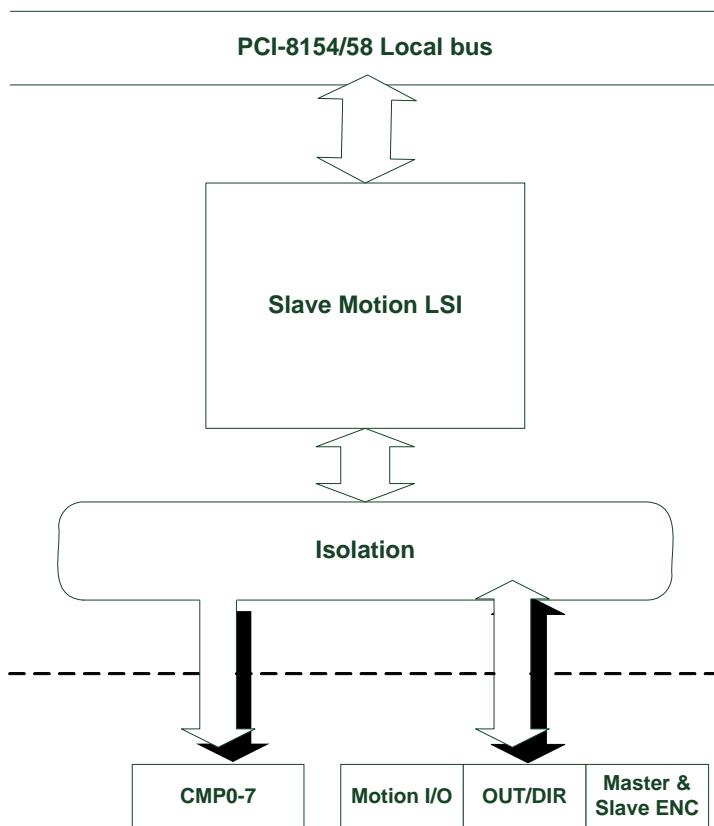 PCI-8154/58 Local bus
Slave Motion LSI
Isolation
CMP0-7
Motion I/O
OUT/DIR
Master &
Slave ENC